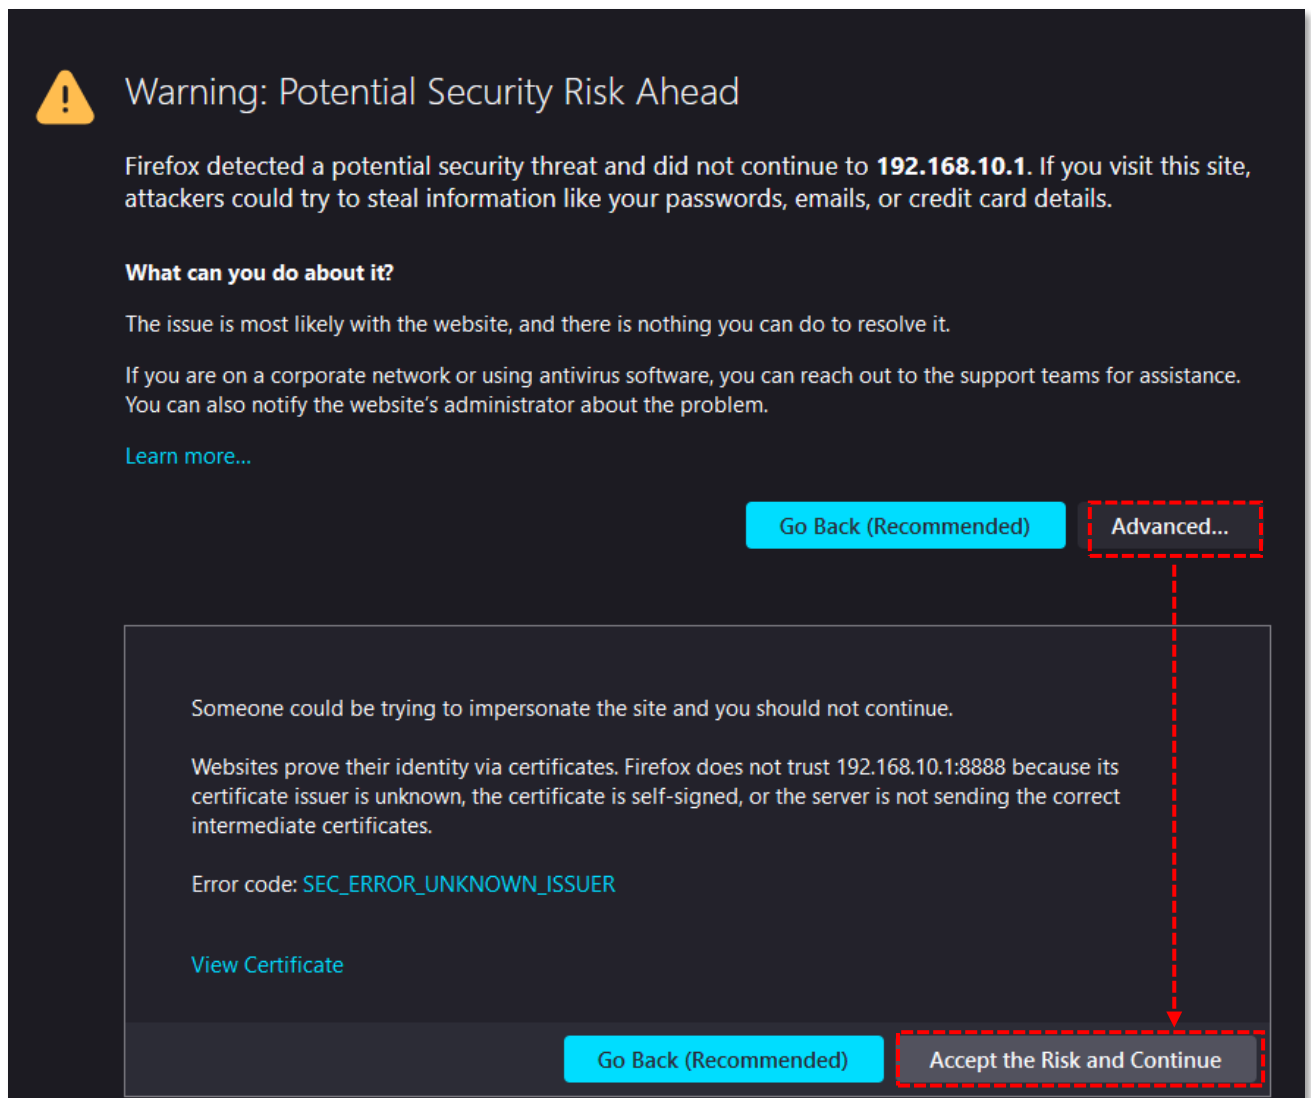 Warning: Potential Security Risk Ahead
Firefox detected a potential security threat and did not continue to 192.168.10.1. If you visit this site,
attackers could try to steal information like your passwords, emails, or credit card details.
What can you do about it?
The issue is most likely with the website, and there is nothing you can do to resolve it.
If you are on a corporate network or using antivirus software, you can reach out to the support teams for assistance.
You can also notify the website’s administrator about the problem.
Learn more...
Go Back (Recommended) Advanced...
Someone could be trying to impersonate the site and you should not continue.
Websites prove their identity via certificates. Firefox does not trust 192.168.10.1:8888 because its
certificate issuer is unknown, the certificate is self-signed, or the server is not sending the correct
intermediate certificates.
Error code: SEC_ERROR_UNKNOWN_ISSUER
View Certificate
Go Back (Recommended) Accept the Risk and Continue